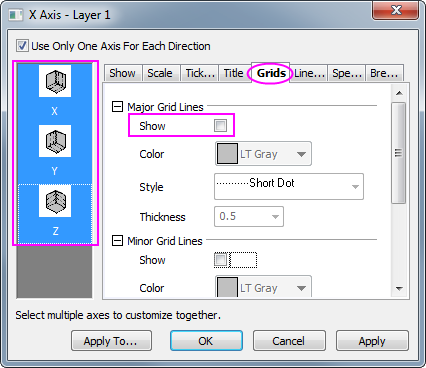 X Axis - Layer 1
Use Only One Axis For Each Direction
Show Scale Tick... Title Grids Line... Spe... Bre...
X
Y
Z
Major Grid Lines
Show
Color LT Gray
Style Short Dot
Thickness 0.5
Minor Grid Lines
Show
Color LT Gray
Select multiple axes to customize together.
Apply To... OK Cancel Apply